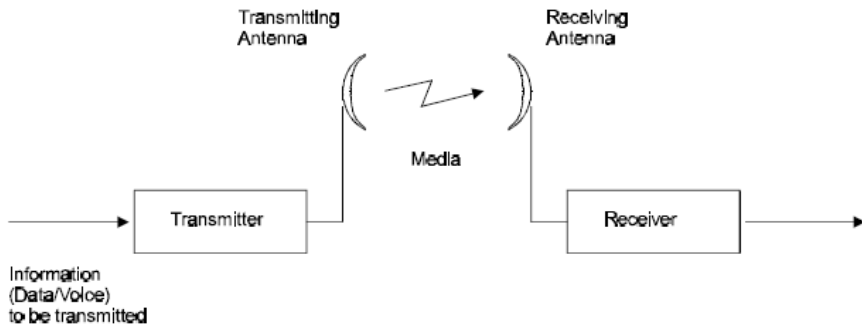 Transmitting
Antenna
Receiving
Antenna
Media
Transmitter
Receiver
Information
(Data/Voice)
to be transmitted